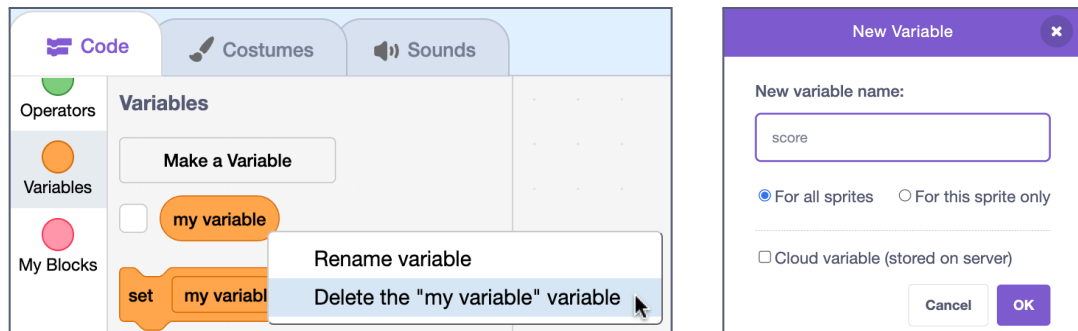 Code
Costumes
Sounds
Operators
Variables
My Blocks
Variables
Make a Variable
my variable
set my variabl
Rename variable
Delete the "my variable" variable
New Variable
New variable name:
score
For all sprites
For this sprite only
Cloud variable (stored on server)
Cancel
OK